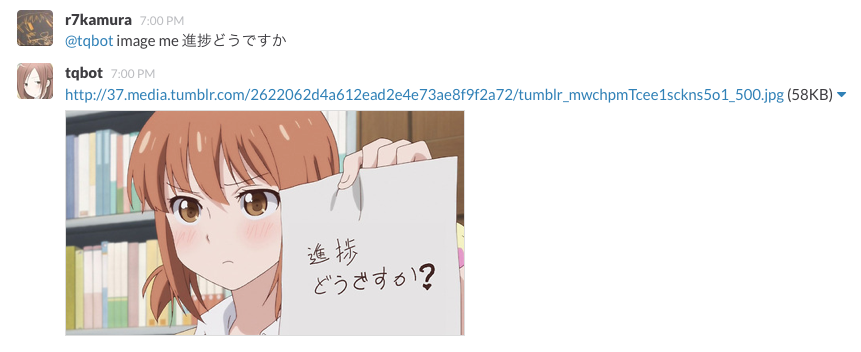 r7kamura 7:00 PM
@tqbot image me 進捗どうですか
tqbot 7:00 PM
http://37.media.tumblr.com/2622062d4a612ead2e4e73ae8f9f2a72/tumblr_mwchpmTcee1sckns5o1_500.jpg (58KB)
進捗
どうですか?